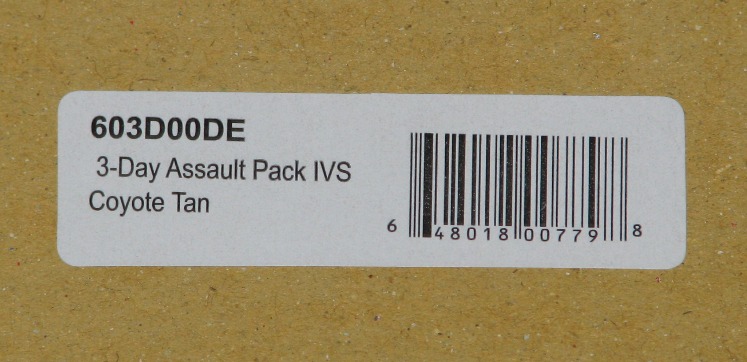 603D00DE
3-Day Assault Pack IVS
Coyote Tan
6 48018 00779 8